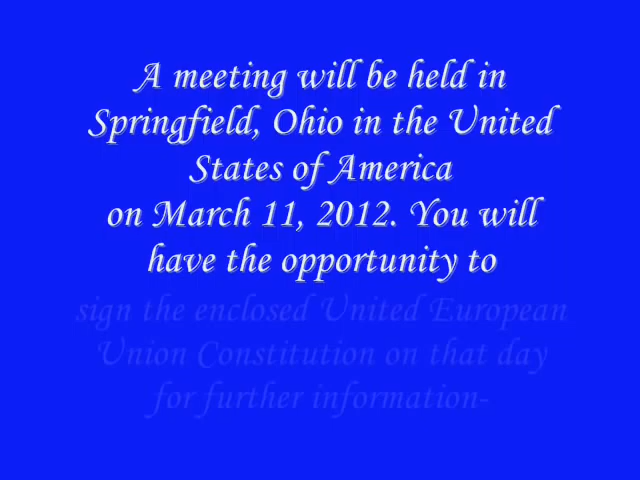 A meeting will be held in
Springfield, Ohio in the United
States of America
on March 11, 2012. You will
have the opportunity to
sign the enclosed United European
Union Constitution on that day
for further information-